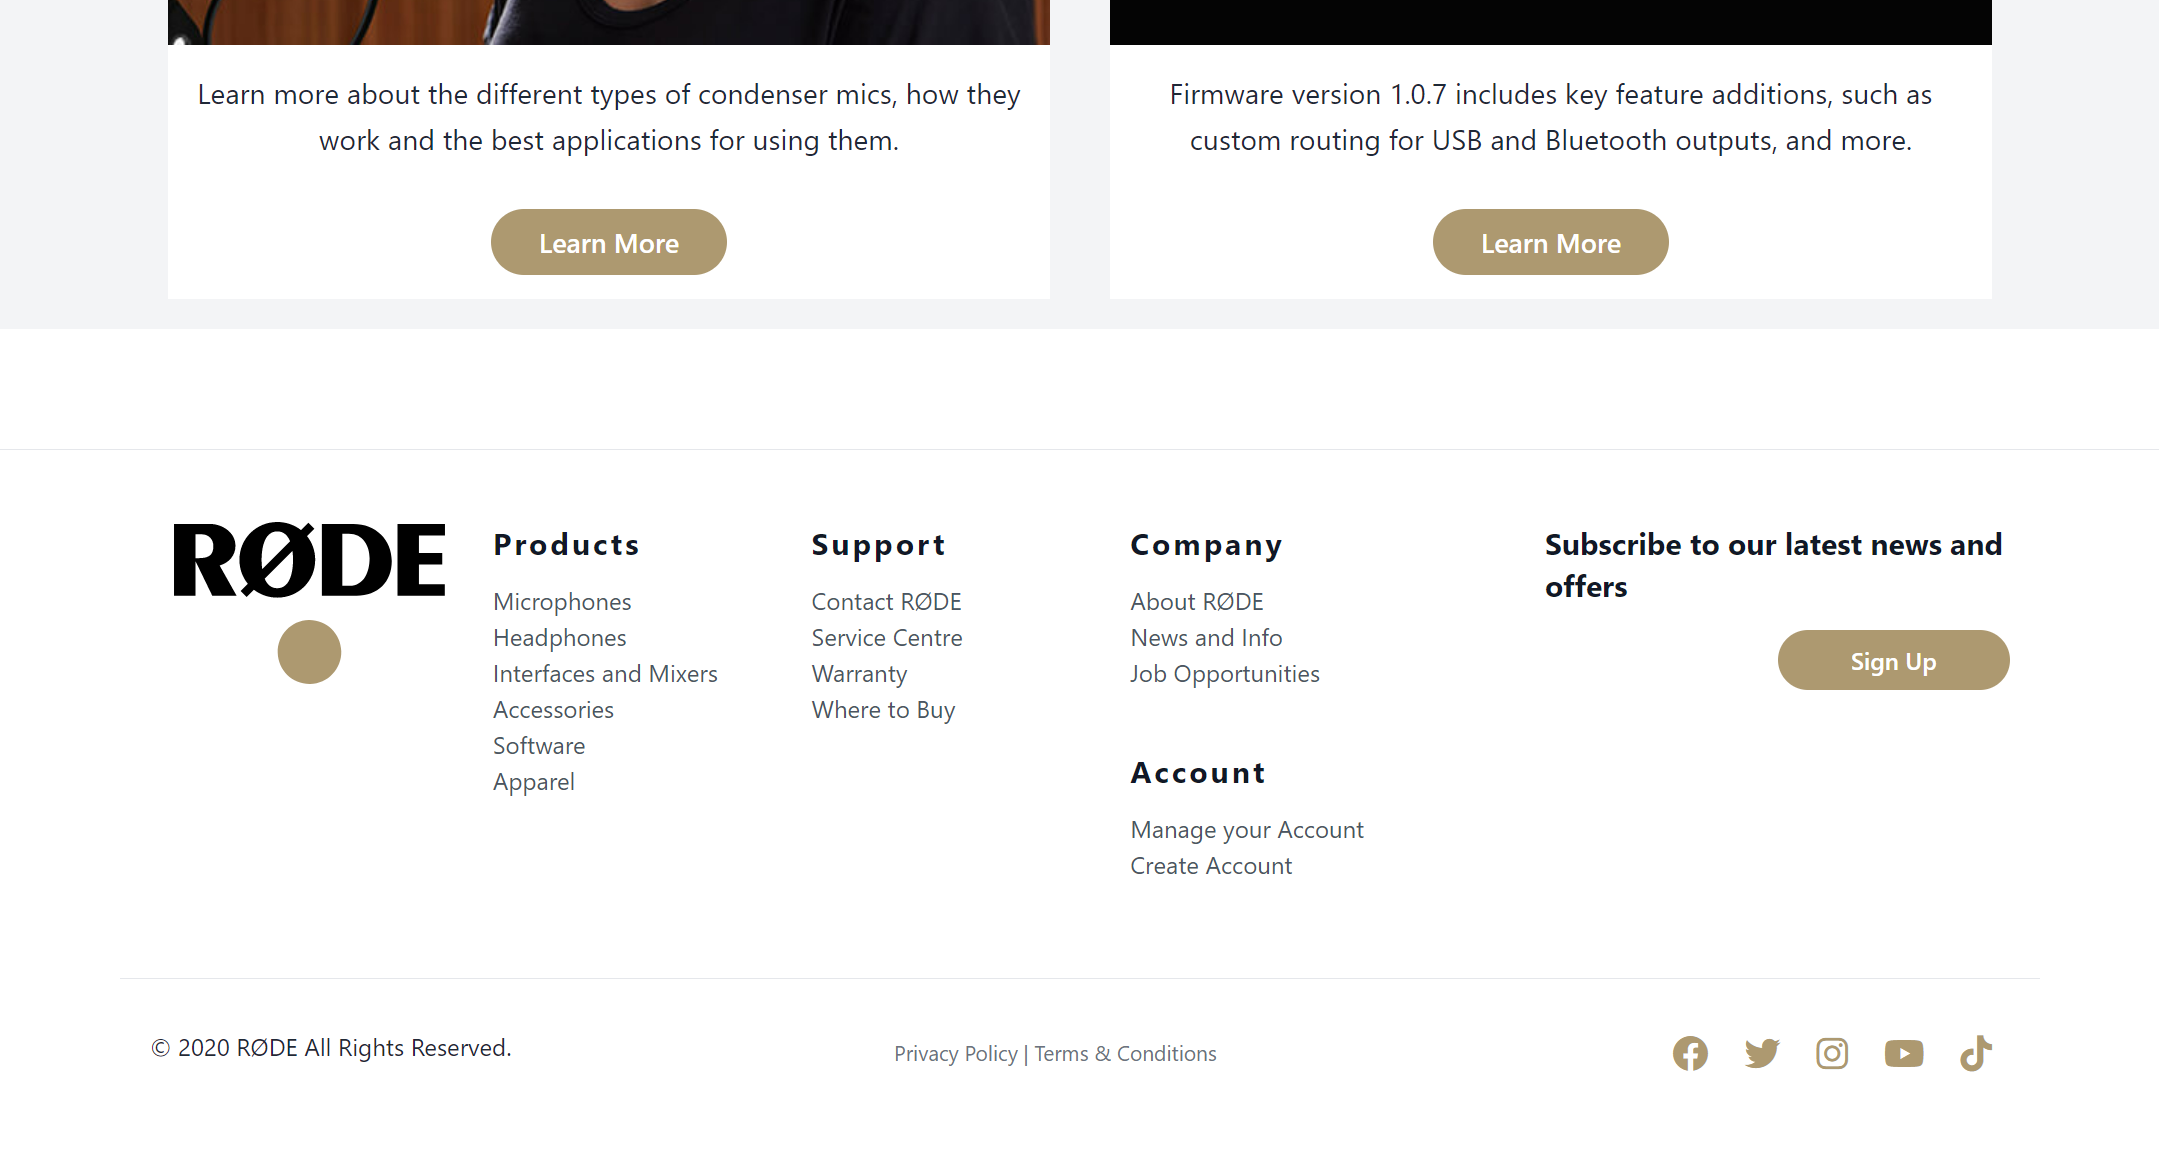 Learn more about the different types of condenser mics, how they
work and the best applications for using them.
Learn More
Firmware version 1.0.7 includes key feature additions, such as
custom routing for USB and Bluetooth outputs, and more.
Learn More
RØDE
Products
Microphones
Headphones
Interfaces and Mixers
Accessories
Software
Apparel
Support
Contact RØDE
Service Centre
Warranty
Where to Buy
Company
About RØDE
News and Info
Job Opportunities
Account
Manage your Account
Create Account
Subscribe to our latest news and
offers
Sign Up
© 2020 RØDE All Rights Reserved.
Privacy Policy | Terms & Conditions